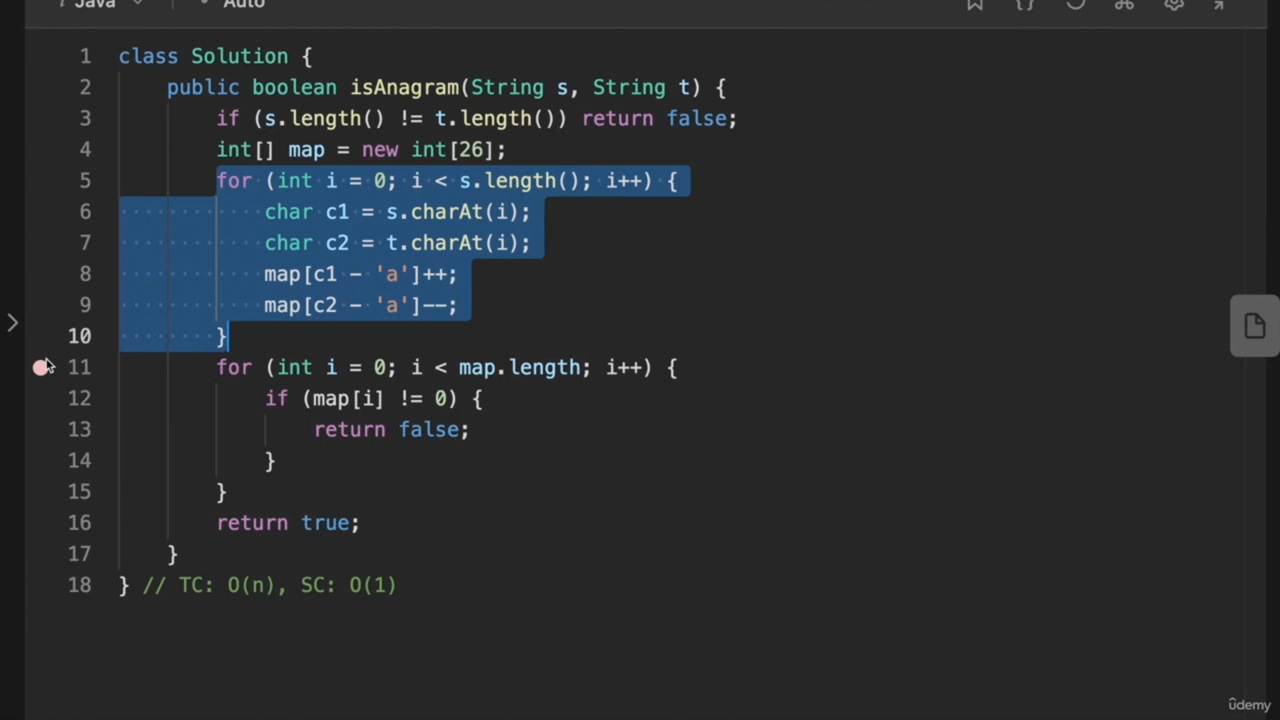 Java Auto
1 class Solution {
2 public boolean isAnagram(String s, String t) {
3 if (s.length() != t.length()) return false;
4 int[] map = new int[26];
5 for (int i = 0; i < s.length(); i++) {
6 char c1 = s.charAt(i);
7 char c2 = t.charAt(i);
8 map[c1 - 'a']++;
9 map[c2 - 'a']--;
10 }
11 for (int i = 0; i < map.length; i++) {
12 if (map[i] != 0) {
13 return false;
14 }
15 }
16 return true;
17 }
18 } // TC: O(n), SC: O(1)
ûdemy